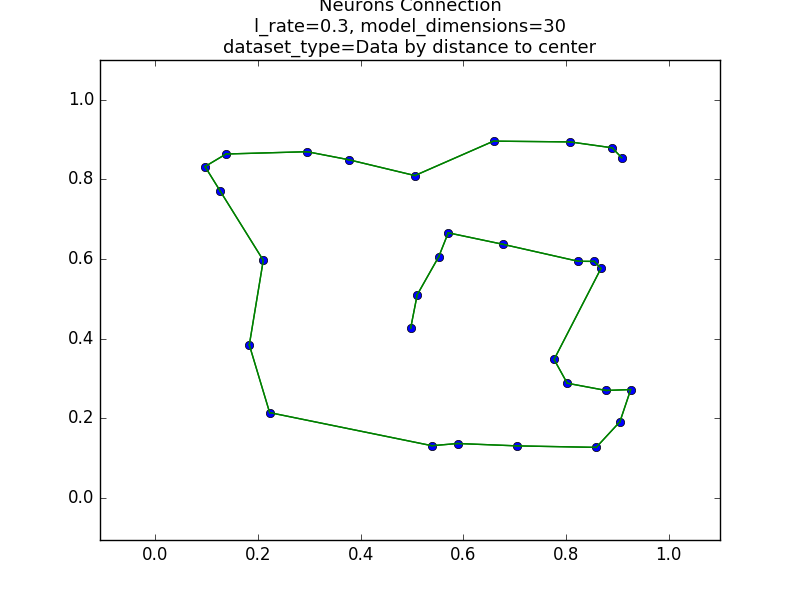 Neurons Connection
l_rate=0.3, model_dimensions=30
dataset_type=Data by distance to center
1.0
0.8
0.6
0.4
0.2
0.0
0.0 0.2 0.4 0.6 0.8 1.0